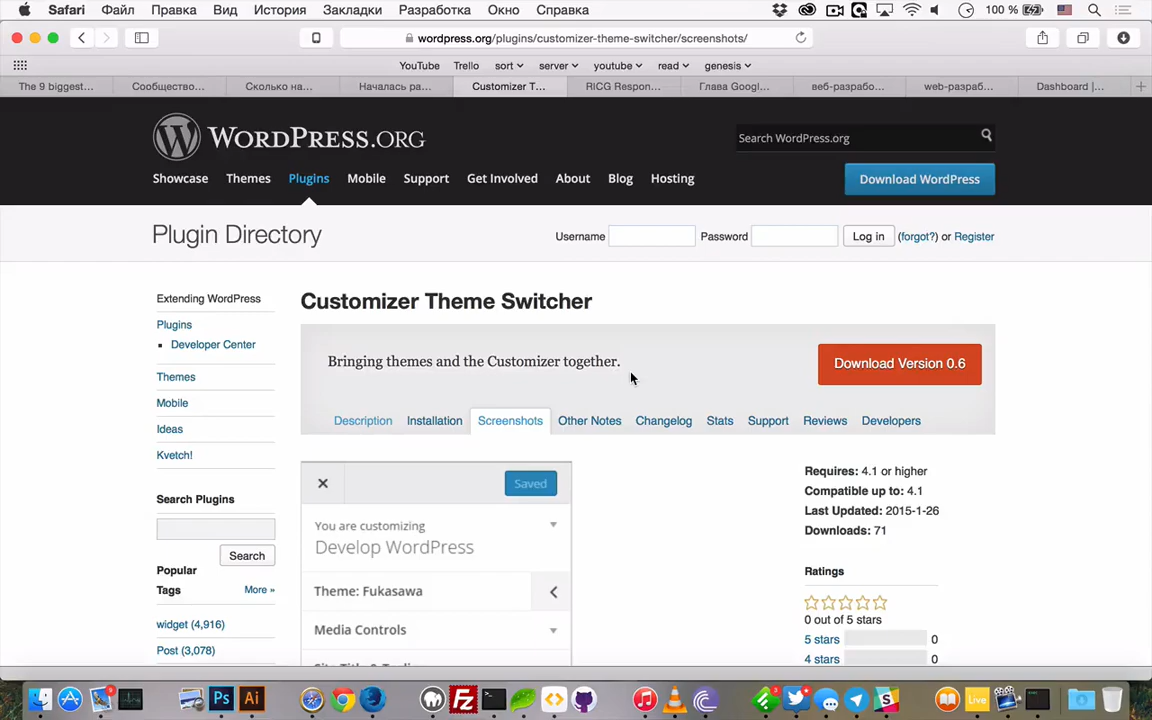 Safari Файл Правка Вид История Закладки Разработка Окно Справка 100 %
wordpress.org/plugins/customizer-theme-switcher/screenshots/
YouTube Trello sort server youtube read genesis
The 9 biggest... Сообщество... Сколько на... Началась ра... Customizer T... RICG Respon... Глава Googl... веб-разрабо... web-разраб... Dashboard |...
WORDPRESS.ORG
Search WordPress.org
Showcase Themes Plugins Mobile Support Get Involved About Blog Hosting
Download WordPress
Plugin Directory
Username Password Log in (forgot?) or Register
Extending WordPress
Plugins
Developer Center
Themes
Mobile
Ideas
Kvetch!
Search Plugins
Search
Popular
Tags More »
widget (4,916)
Post (3,078)
Customizer Theme Switcher
Bringing themes and the Customizer together.
Download Version 0.6
Description Installation Screenshots Other Notes Changelog Stats Support Reviews Developers
Saved
You are customizing
Develop WordPress
Theme: Fukasawa
Media Controls
Requires: 4.1 or higher
Compatible up to: 4.1
Last Updated: 2015-1-26
Downloads: 71
Ratings
0 out of 5 stars
5 stars 0
4 stars 0
Ps Ai Live